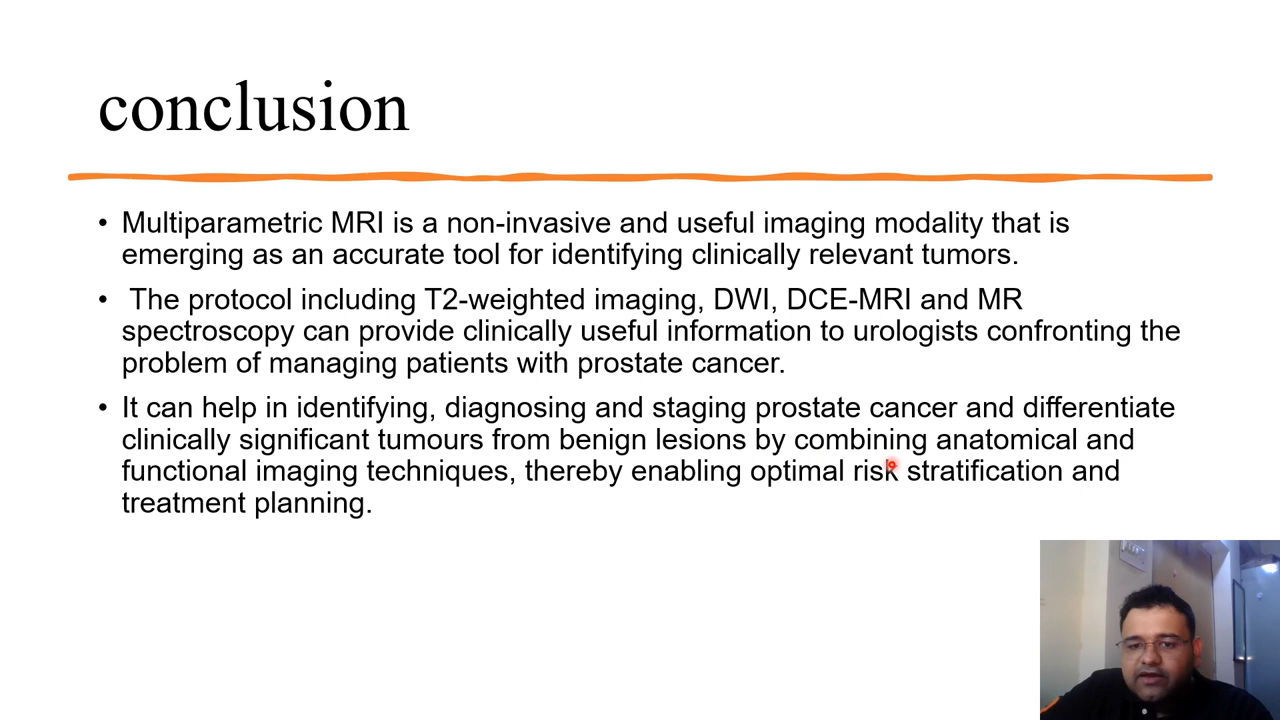 conclusion
• Multiparametric MRI is a non-invasive and useful imaging modality that is
emerging as an accurate tool for identifying clinically relevant tumors.
• The protocol including T2-weighted imaging, DWI, DCE-MRI and MR
spectroscopy can provide clinically useful information to urologists confronting the
problem of managing patients with prostate cancer.
• It can help in identifying, diagnosing and staging prostate cancer and differentiate
clinically significant tumours from benign lesions by combining anatomical and
functional imaging techniques, thereby enabling optimal risk stratification and
treatment planning.